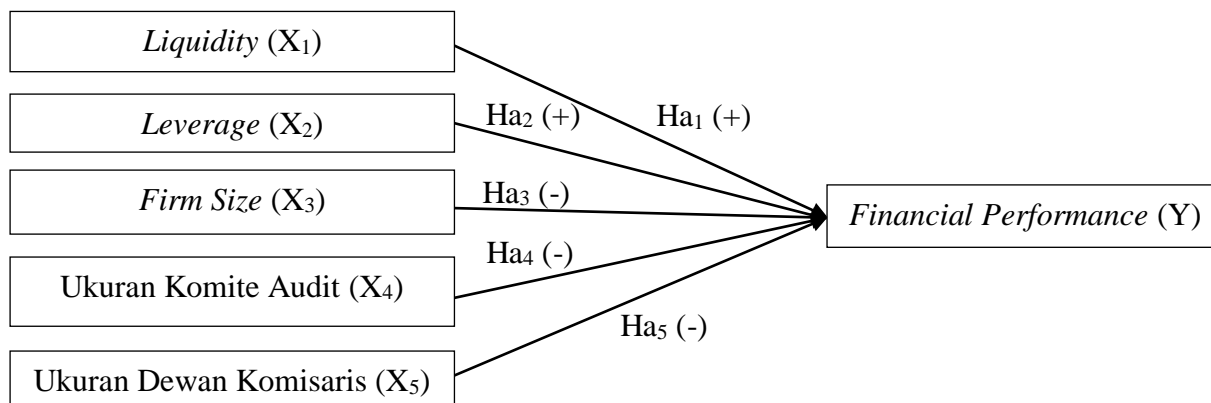 Liquidity (X₁)
Leverage (X₂)
Firm Size (X₃)
Ukuran Komite Audit (X₄)
Ukuran Dewan Komisaris (X₅)
Ha₁ (+)
Ha₂ (+)
Ha₃ (-)
Ha₄ (-)
Ha₅ (-)
Financial Performance (Y)